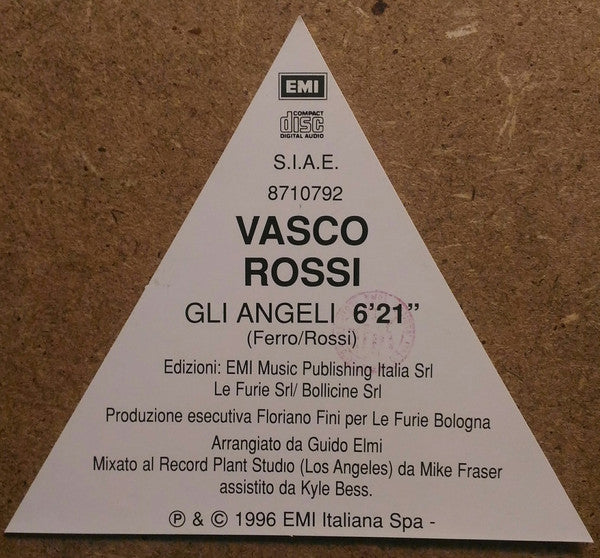 EMI
COMPACT
disc
DIGITAL AUDIO
S.I.A.E.
8710792
VASCO
ROSSI
GLI ANGELI 6'21"
(Ferro/Rossi)
Edizioni: EMI Music Publishing Italia Srl
Le Furie Srl/ Bollicine Srl
Produzione esecutiva Floriano Fini per Le Furie Bologna
Arrangiato da Guido Elmi
Mixato al Record Plant Studio (Los Angeles) da Mike Fraser
assistito da Kyle Bess.
℗ & © 1996 EMI Italiana Spa -